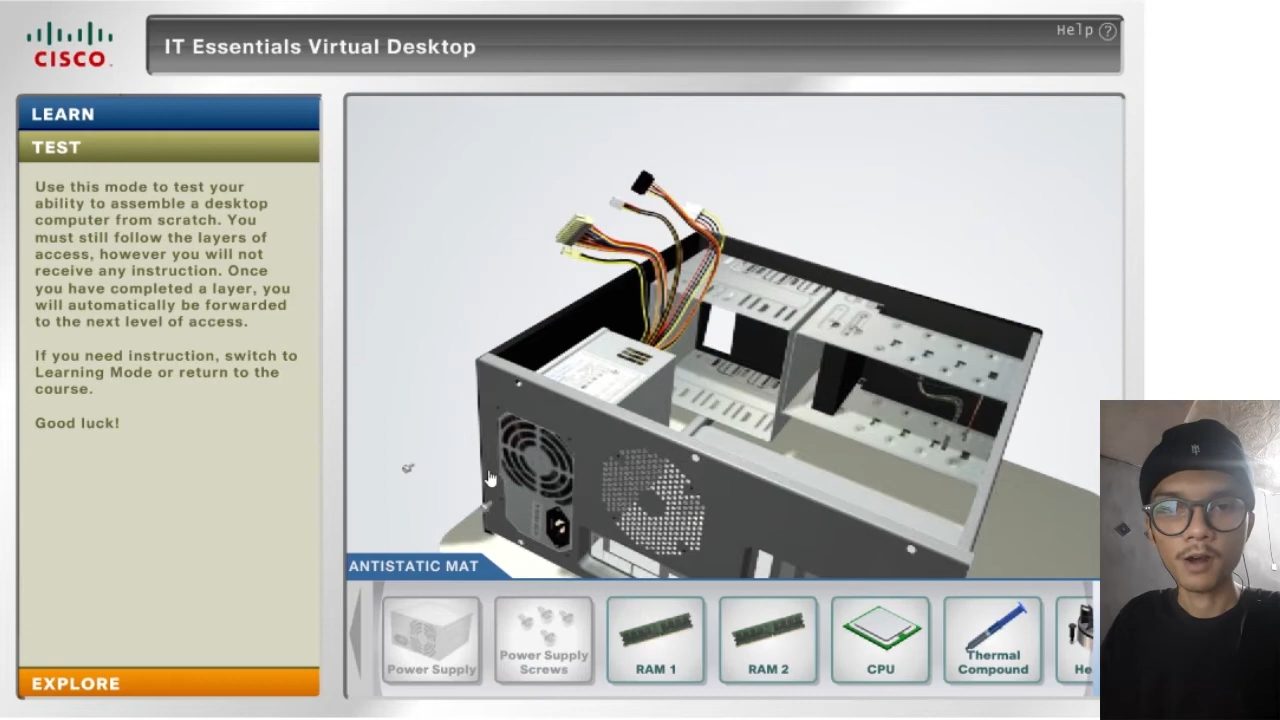 CISCO
IT Essentials Virtual Desktop
Help ?
LEARN
TEST
Use this mode to test your
ability to assemble a desktop
computer from scratch. You
must still follow the layers of
access, however you will not
receive any instruction. Once
you have completed a layer, you
will automatically be forwarded
to the next level of access.
If you need instruction, switch to
Learning Mode or return to the
course.
Good luck!
EXPLORE
ANTISTATIC MAT
Power Supply
Power Supply
Screws
RAM 1
RAM 2
CPU
Thermal
Compound
He